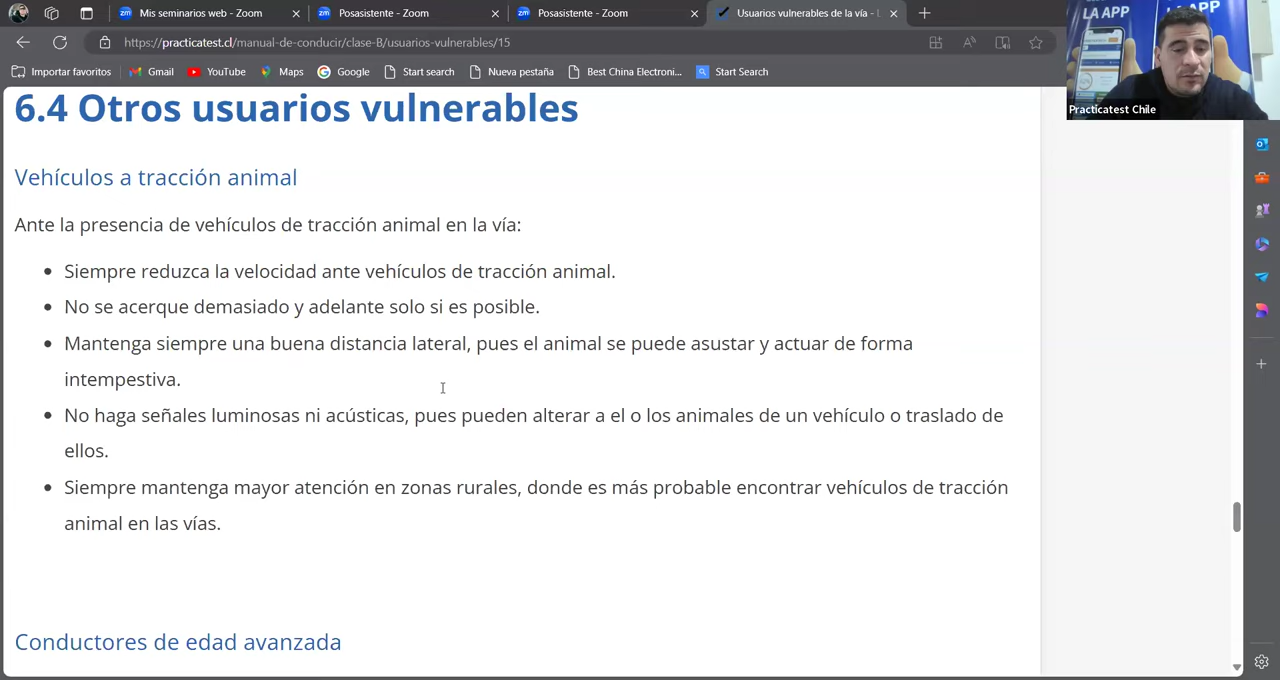 Mis seminarios web - Zoom
Posasistente - Zoom
Posasistente - Zoom
Usuarios vulnerables de la vía - L
https://practicatest.cl/manual-de-conducir/clase-B/usuarios-vulnerables/15
Importar favoritos
Gmail
YouTube
Maps
Google
Start search
Nueva pestaña
Best China Electroni...
Start Search
LA APP
LA APP
Practicatest Chile
6.4 Otros usuarios vulnerables
Vehículos a tracción animal
Ante la presencia de vehículos de tracción animal en la vía:
Siempre reduzca la velocidad ante vehículos de tracción animal.
No se acerque demasiado y adelante solo si es posible.
Mantenga siempre una buena distancia lateral, pues el animal se puede asustar y actuar de forma
intempestiva.
No haga señales luminosas ni acústicas, pues pueden alterar a el o los animales de un vehículo o traslado de
ellos.
Siempre mantenga mayor atención en zonas rurales, donde es más probable encontrar vehículos de tracción
animal en las vías.
Conductores de edad avanzada